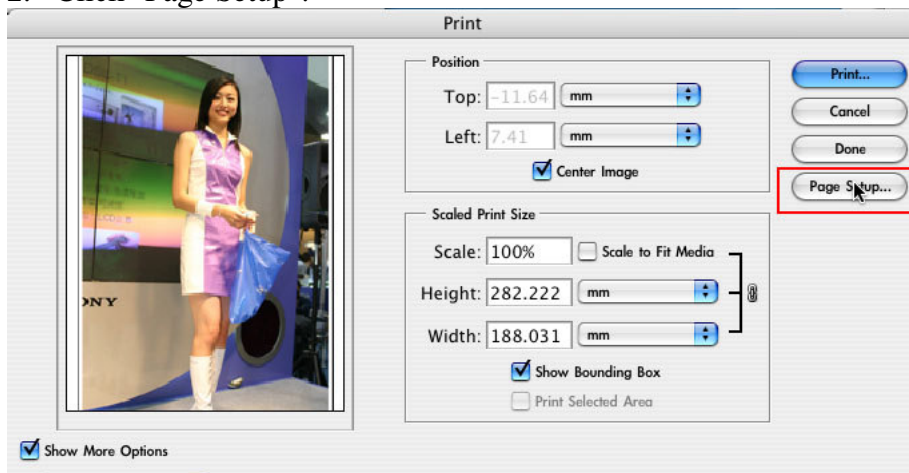 2. Click "Page Setup".
Print
Position
Top: -11.64 mm
Left: 7.41 mm
Center Image
Print...
Cancel
Done
Page Setup...
Scaled Print Size
Scale: 100% Scale to Fit Media
Height: 282.222 mm
Width: 188.031 mm
Show Bounding Box
Print Selected Area
ONY
Show More Options